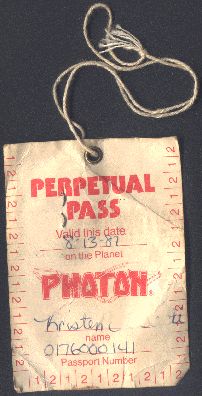 PERPETUAL
PASS
Valid this date
8-13-87
on the Planet
PHOTON®
Kristen
name
0176000141
Passport Number